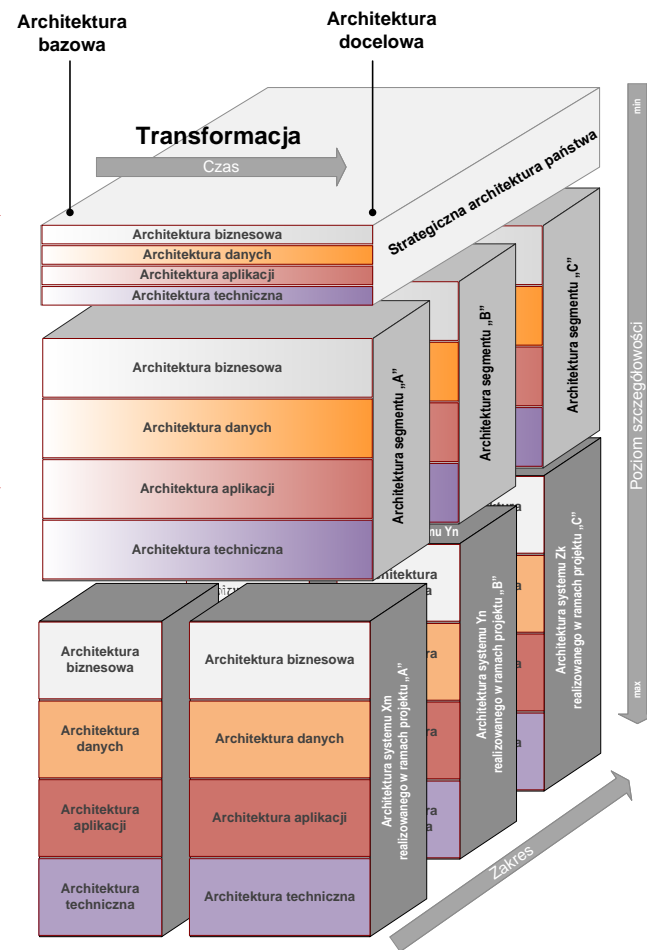 Architektura
bazowa
Architektura
docelowa
Transformacja
Czas
Strategiczna architektura państwa
Architektura biznesowa
Architektura danych
Architektura aplikacji
Architektura techniczna
min
Poziom szczegółowości
max
Architektura biznesowa
Architektura danych
Architektura aplikacji
Architektura techniczna
Architektura segmentu „A”
Architektura segmentu „B”
Architektura segmentu „C”
Architektura
biznesowa
Architektura
danych
Architektura
aplikacji
Architektura
techniczna
Architektura biznesowa
Architektura danych
Architektura aplikacji
Architektura techniczna
Architektura systemu Xm
realizowanego w ramach projektu „A”
Yn
Architektura systemu Yn
realizowanego w ramach projektu „B”
Architektura systemu Zk
realizowanego w ramach projektu „C”
Zakres